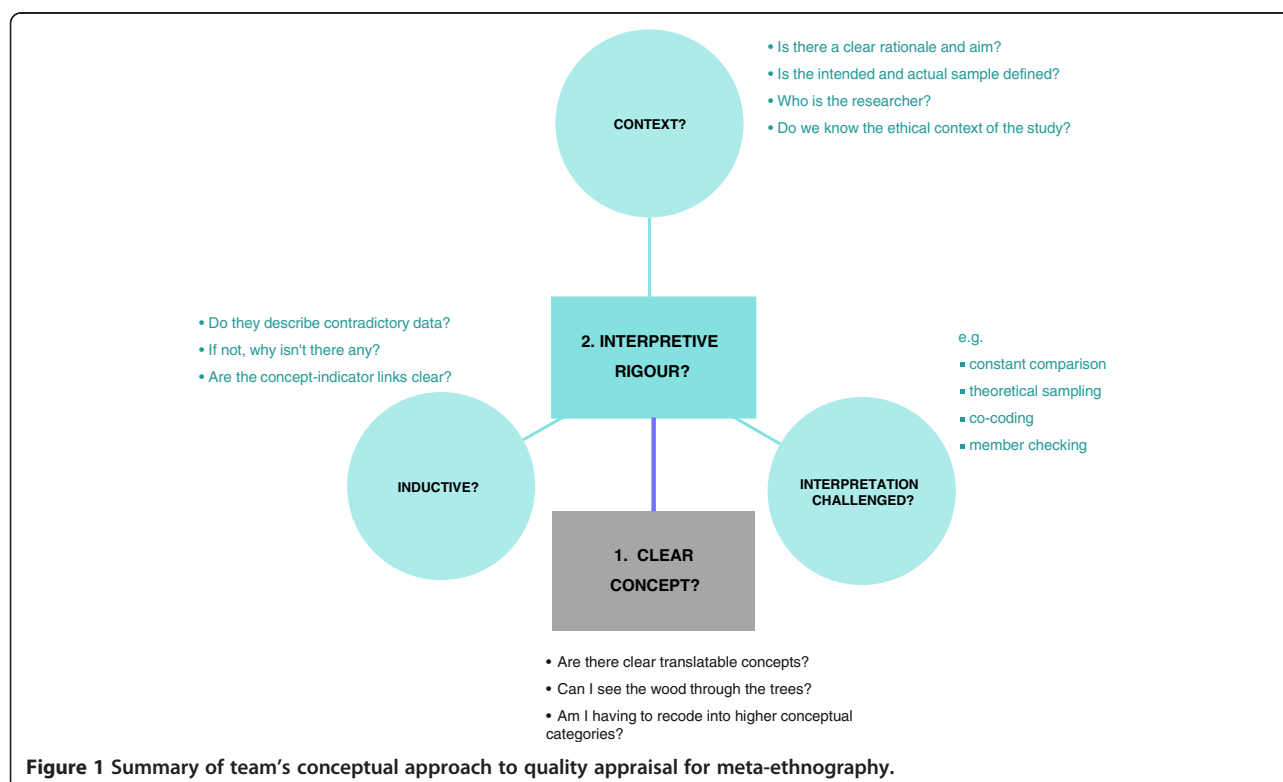 • Is there a clear rationale and aim?
• Is the intended and actual sample defined?
• Who is the researcher?
• Do we know the ethical context of the study?
CONTEXT?
2. INTERPRETIVE
RIGOUR?
• Do they describe contradictory data?
• If not, why isn't there any?
• Are the concept-indicator links clear?
e.g.
▪ constant comparison
▪ theoretical sampling
▪ co-coding
▪ member checking
INDUCTIVE?
INTERPRETATION
CHALLENGED?
1. CLEAR
CONCEPT?
• Are there clear translatable concepts?
• Can I see the wood through the trees?
• Am I having to recode into higher conceptual
categories?
Figure 1 Summary of team’s conceptual approach to quality appraisal for meta-ethnography.